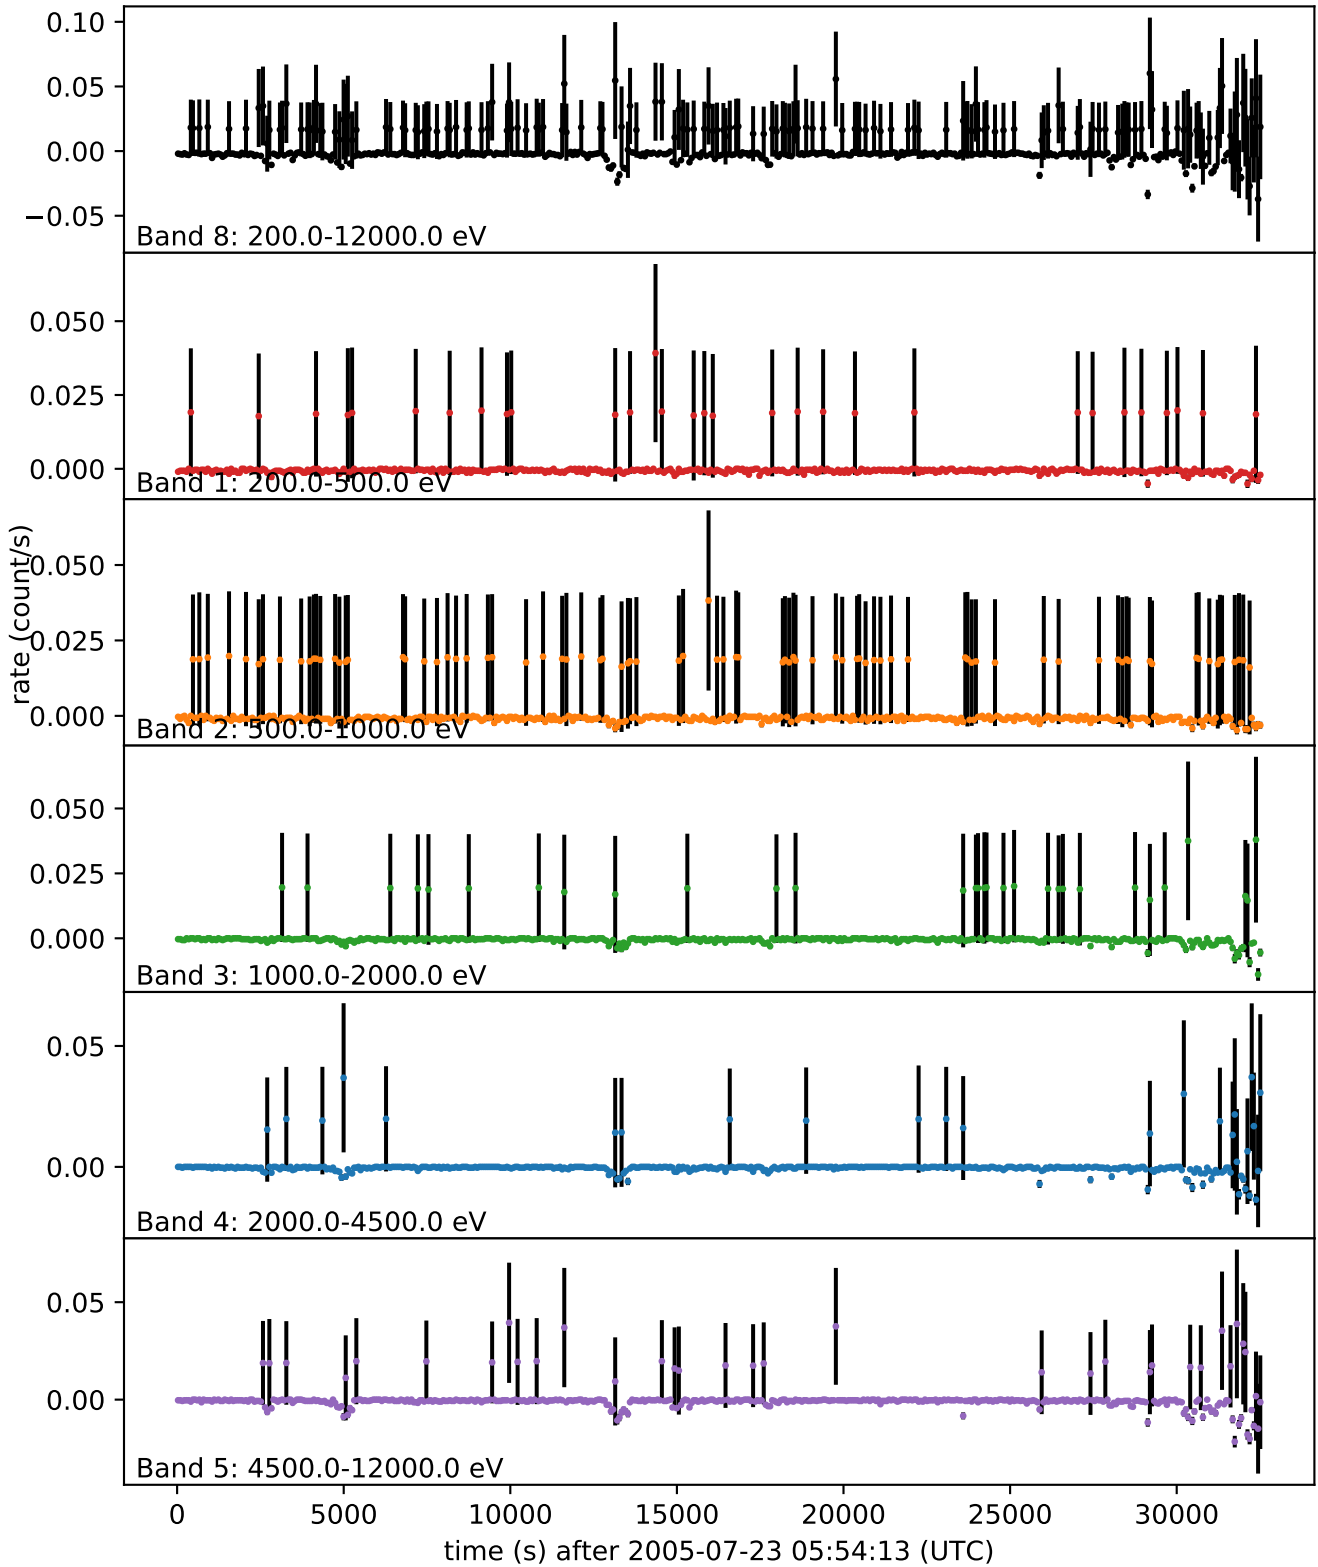 0.10
0.05
0.00
−0.05
Band 8: 200.0-12000.0 eV
0.050
0.025
0.000
Band 1: 200.0-500.0 eV
rate (count/s)
0.050
0.025
0.000
Band 2: 500.0-1000.0 eV
0.050
0.025
0.000
Band 3: 1000.0-2000.0 eV
0.05
0.00
Band 4: 2000.0-4500.0 eV
0.05
0.00
Band 5: 4500.0-12000.0 eV
0 5000 10000 15000 20000 25000 30000
time (s) after 2005-07-23 05:54:13 (UTC)